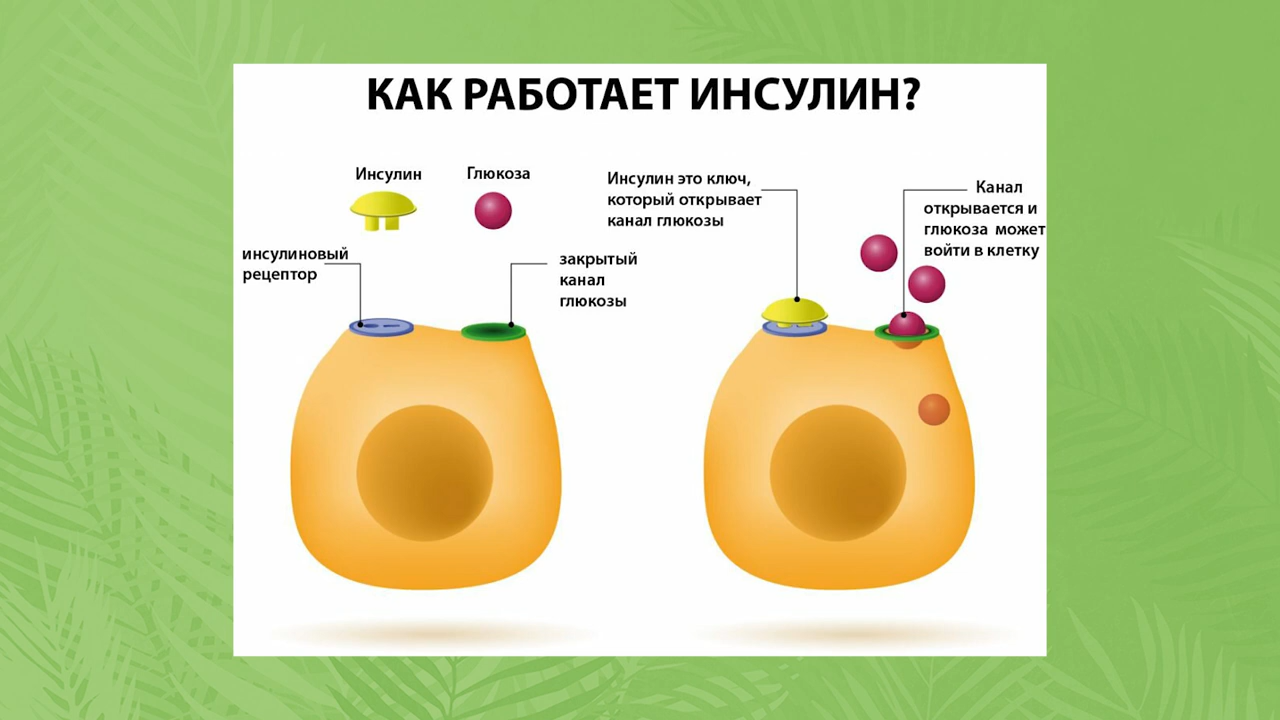 КАК РАБОТАЕТ ИНСУЛИН?
Инсулин
Глюкоза
инсулиновый
рецептор
закрытый
канал
глюкозы
Инсулин это ключ,
который открывает
канал глюкозы
Канал
открывается и
глюкоза может
войти в клетку